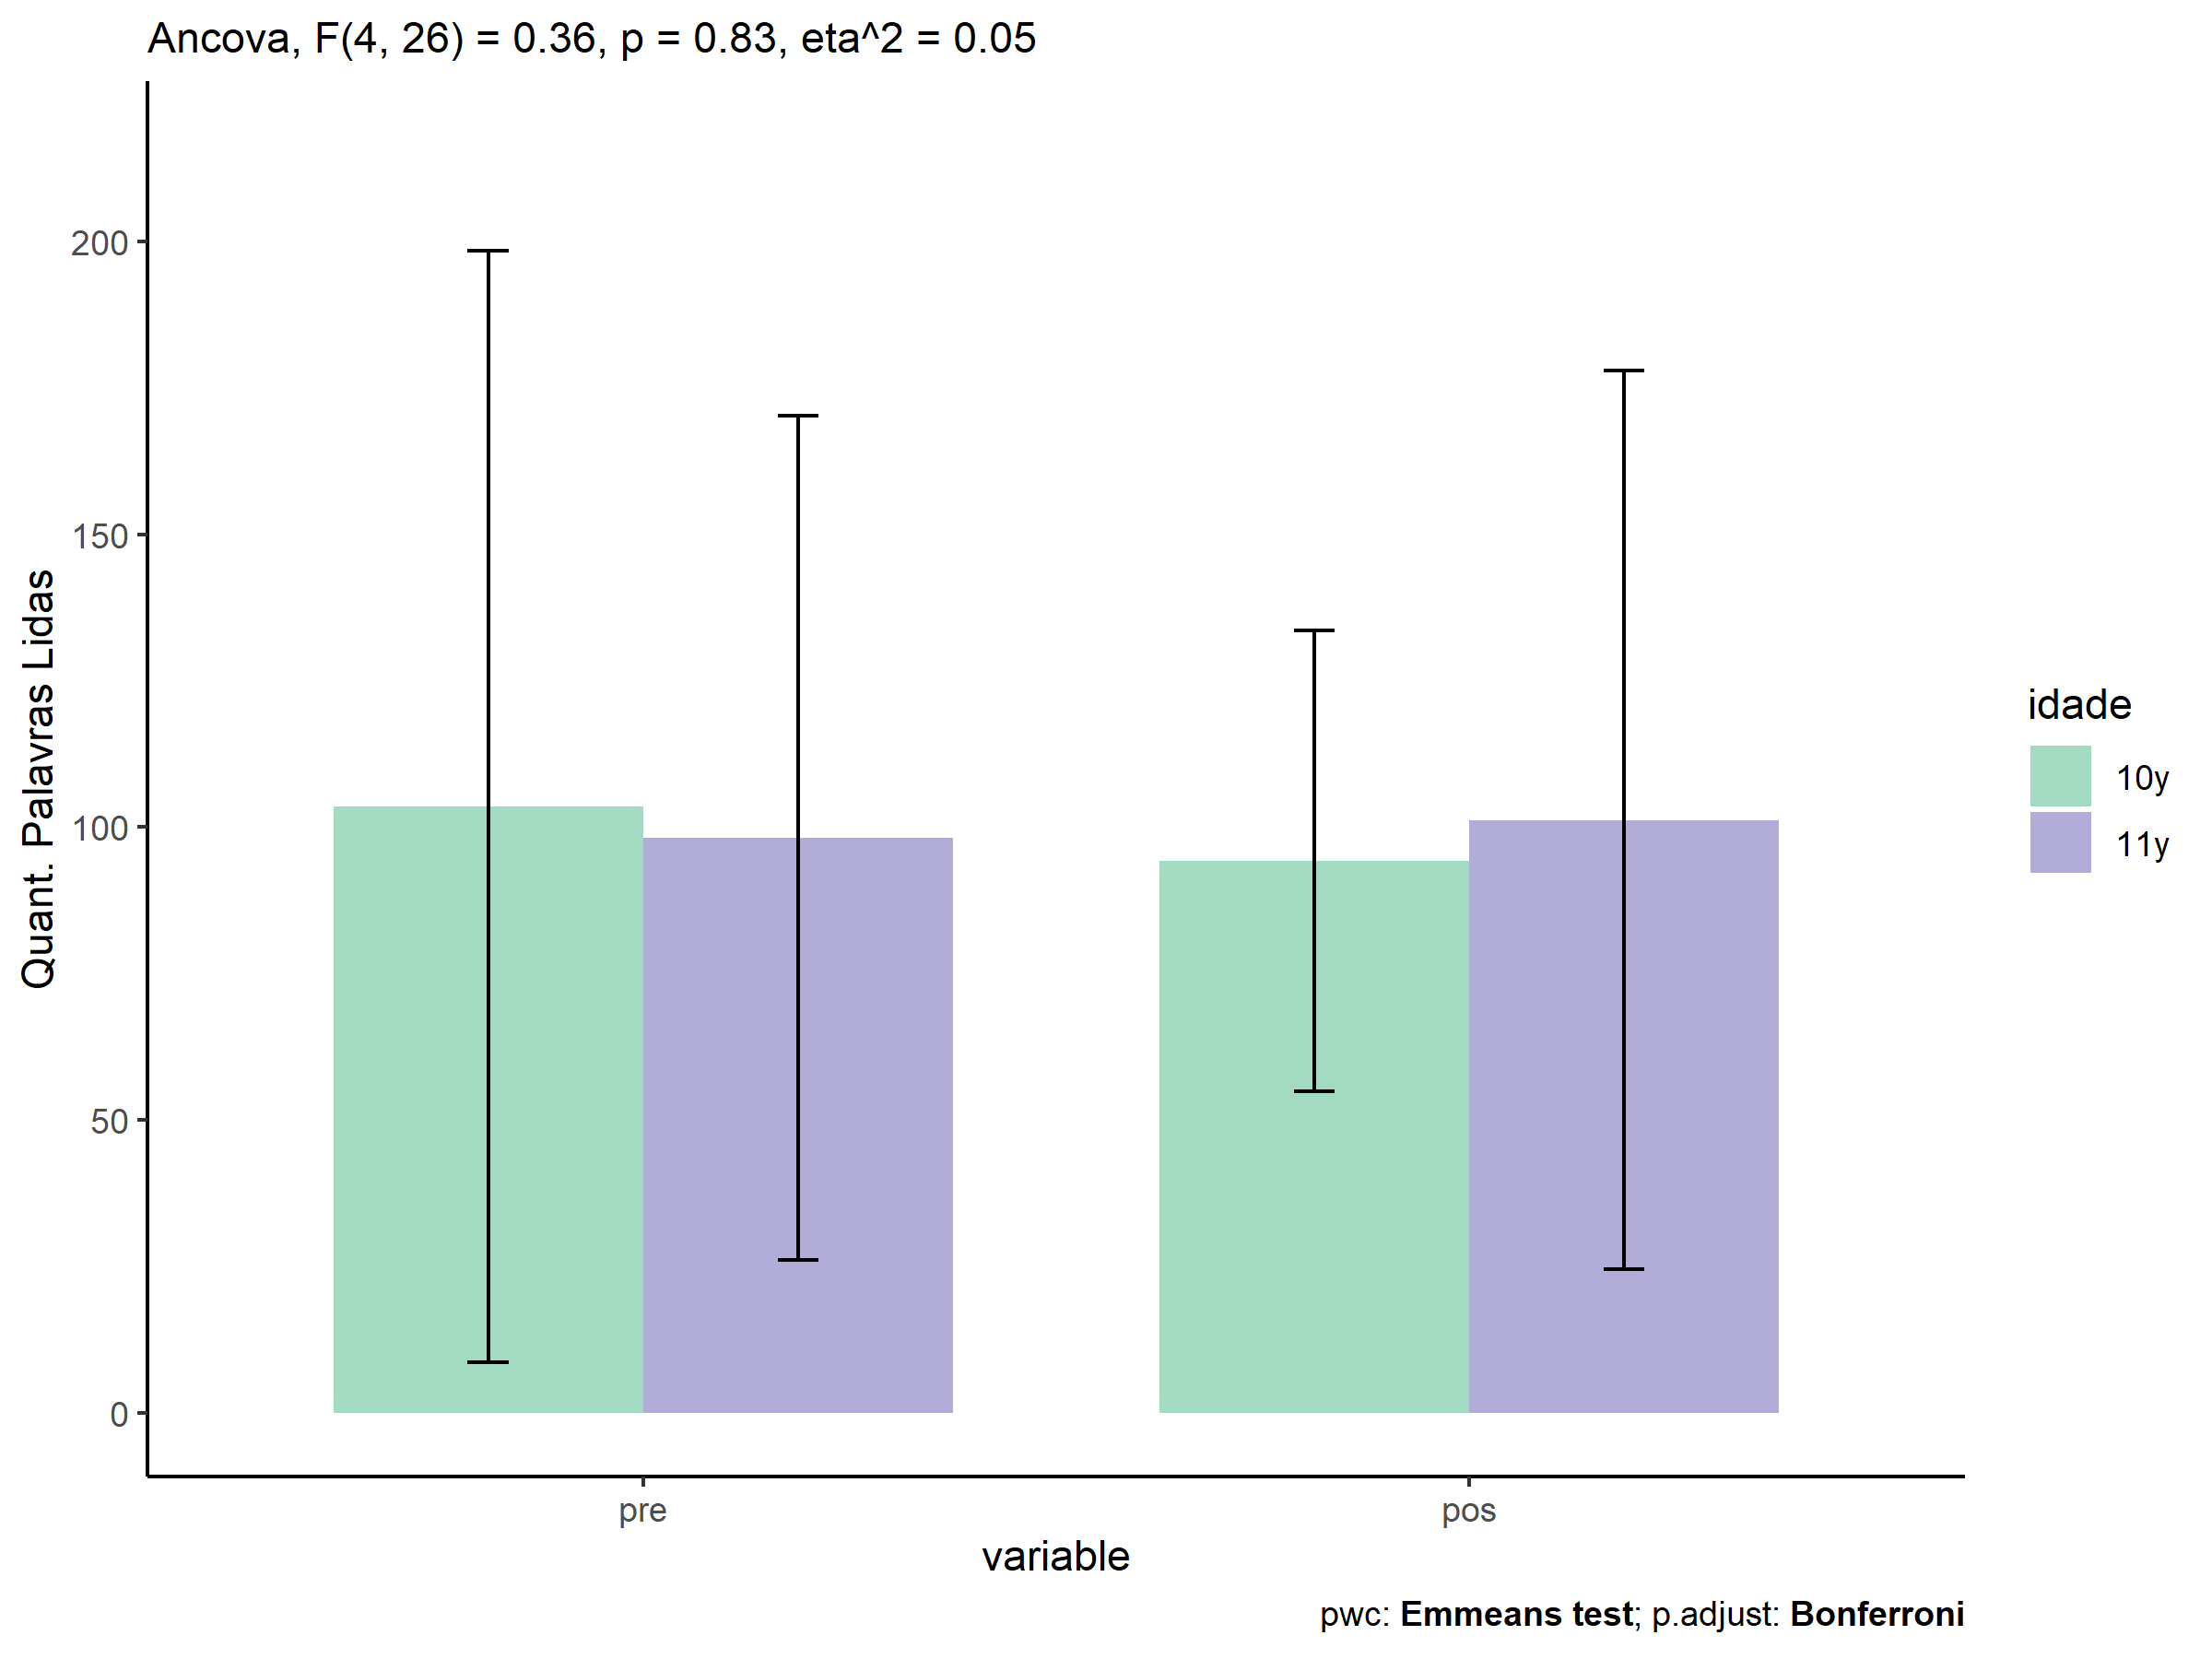 Ancova, F(4, 26) = 0.36, p = 0.83, eta^2 = 0.05
Quant. Palavras Lidas
200
150
100
50
0
pre
pos
variable
idade
10y
11y
pwc: Emmeans test; p.adjust: Bonferroni